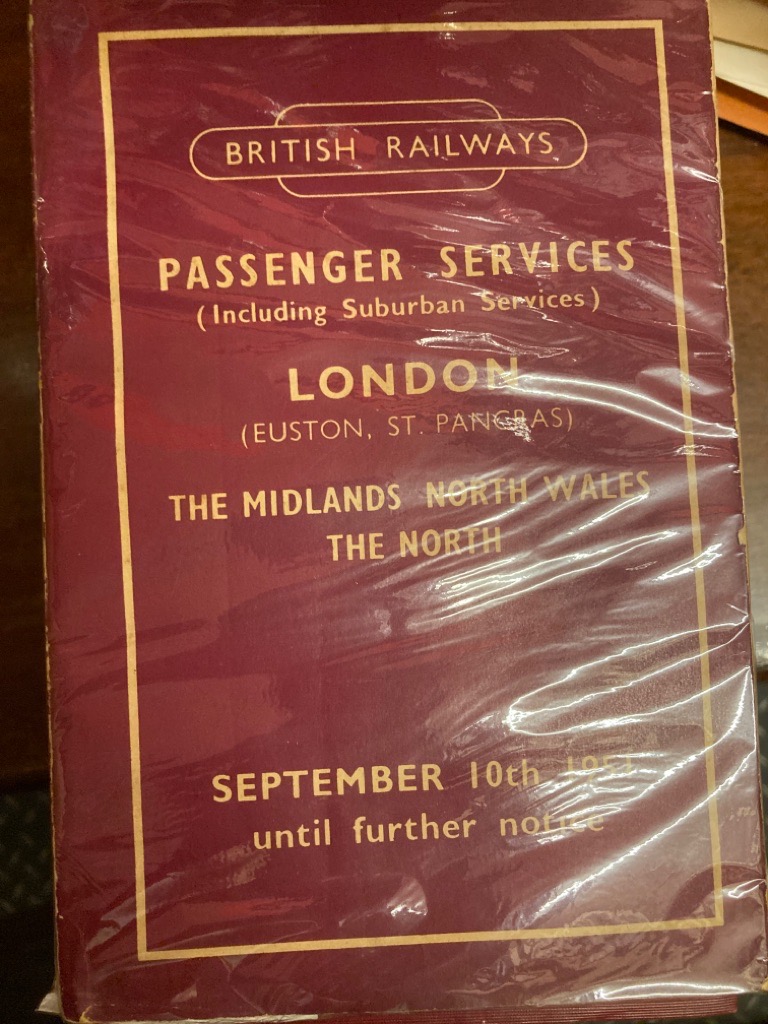 BRITISH RAILWAYS
PASSENGER SERVICES
(Including Suburban Services)
LONDON
(EUSTON, ST. PANCRAS)
THE MIDLANDS NORTH WALES
THE NORTH
SEPTEMBER 10th 1951
until further notice